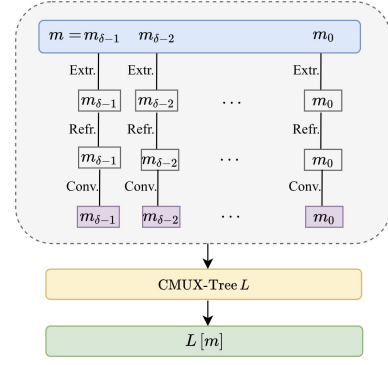 m = m_{δ−1} m_{δ−2} m_0
Extr. Extr. Extr.
m_{δ−1} m_{δ−2} ... m_0
Refr. Refr. Refr.
m_{δ−1} m_{δ−2} ... m_0
Conv. Conv. Conv.
m_{δ−1} m_{δ−2} ... m_0
CMUX-Tree L
L [m]